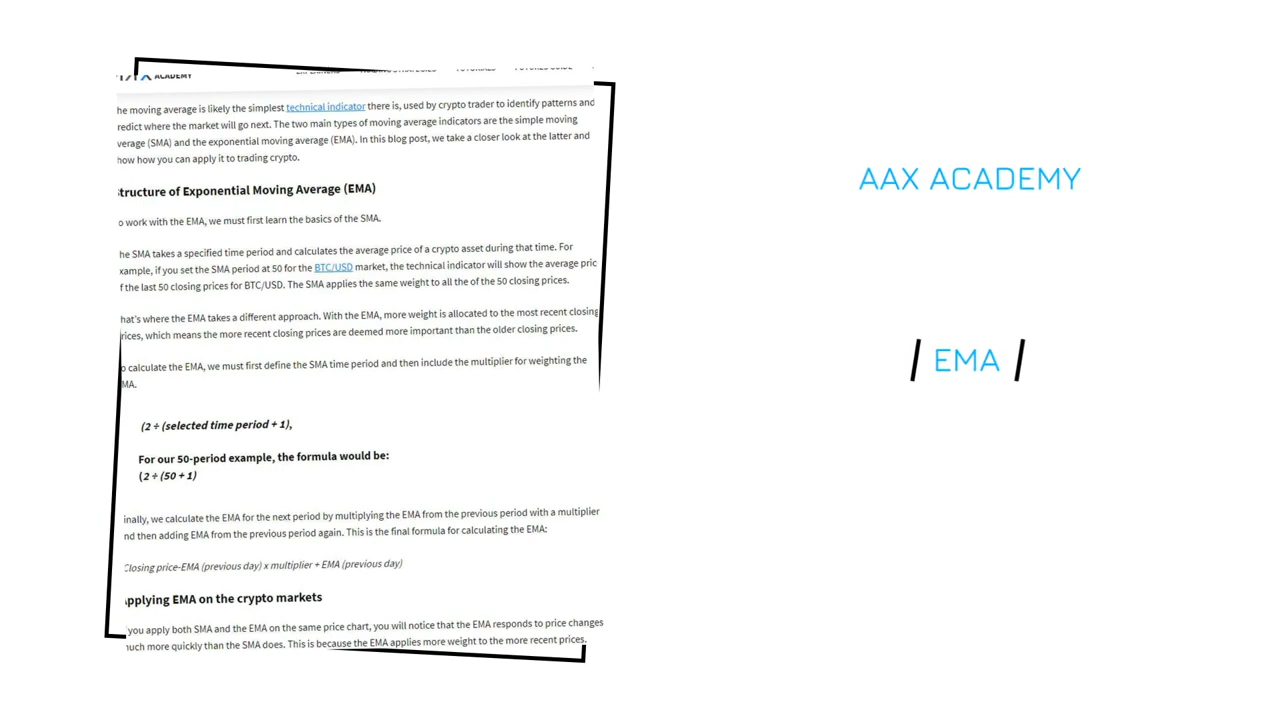 ACADEMY
he moving average is likely the simplest technical indicator there is, used by crypto trader to identify patterns and
redict where the market will go next. The two main types of moving average indicators are the simple moving
verage (SMA) and the exponential moving average (EMA). In this blog post, we take a closer look at the latter and
how how you can apply it to trading crypto.
tructure of Exponential Moving Average (EMA)
o work with the EMA, we must first learn the basics of the SMA.
he SMA takes a specified time period and calculates the average price of a crypto asset during that time. For
xample, if you set the SMA period at 50 for the BTC/USD market, the technical indicator will show the average pric
f the last 50 closing prices for BTC/USD. The SMA applies the same weight to all the of the 50 closing prices.
hat's where the EMA takes a different approach. With the EMA, more weight is allocated to the most recent closing
rices, which means the more recent closing prices are deemed more important than the older closing prices.
o calculate the EMA, we must first define the SMA time period and then include the multiplier for weighting the
MA.
(2 ÷ (selected time period + 1),
For our 50-period example, the formula would be:
(2 ÷ (50 + 1)
inally, we calculate the EMA for the next period by multiplying the EMA from the previous period with a multiplier
nd then adding EMA from the previous period again. This is the final formula for calculating the EMA:
Closing price-EMA (previous day) x multiplier + EMA (previous day)
pplying EMA on the crypto markets
you apply both SMA and the EMA on the same price chart, you will notice that the EMA responds to price changes
uch more quickly than the SMA does. This is because the EMA applies more weight to the more recent prices.
AAX ACADEMY
/ EMA /